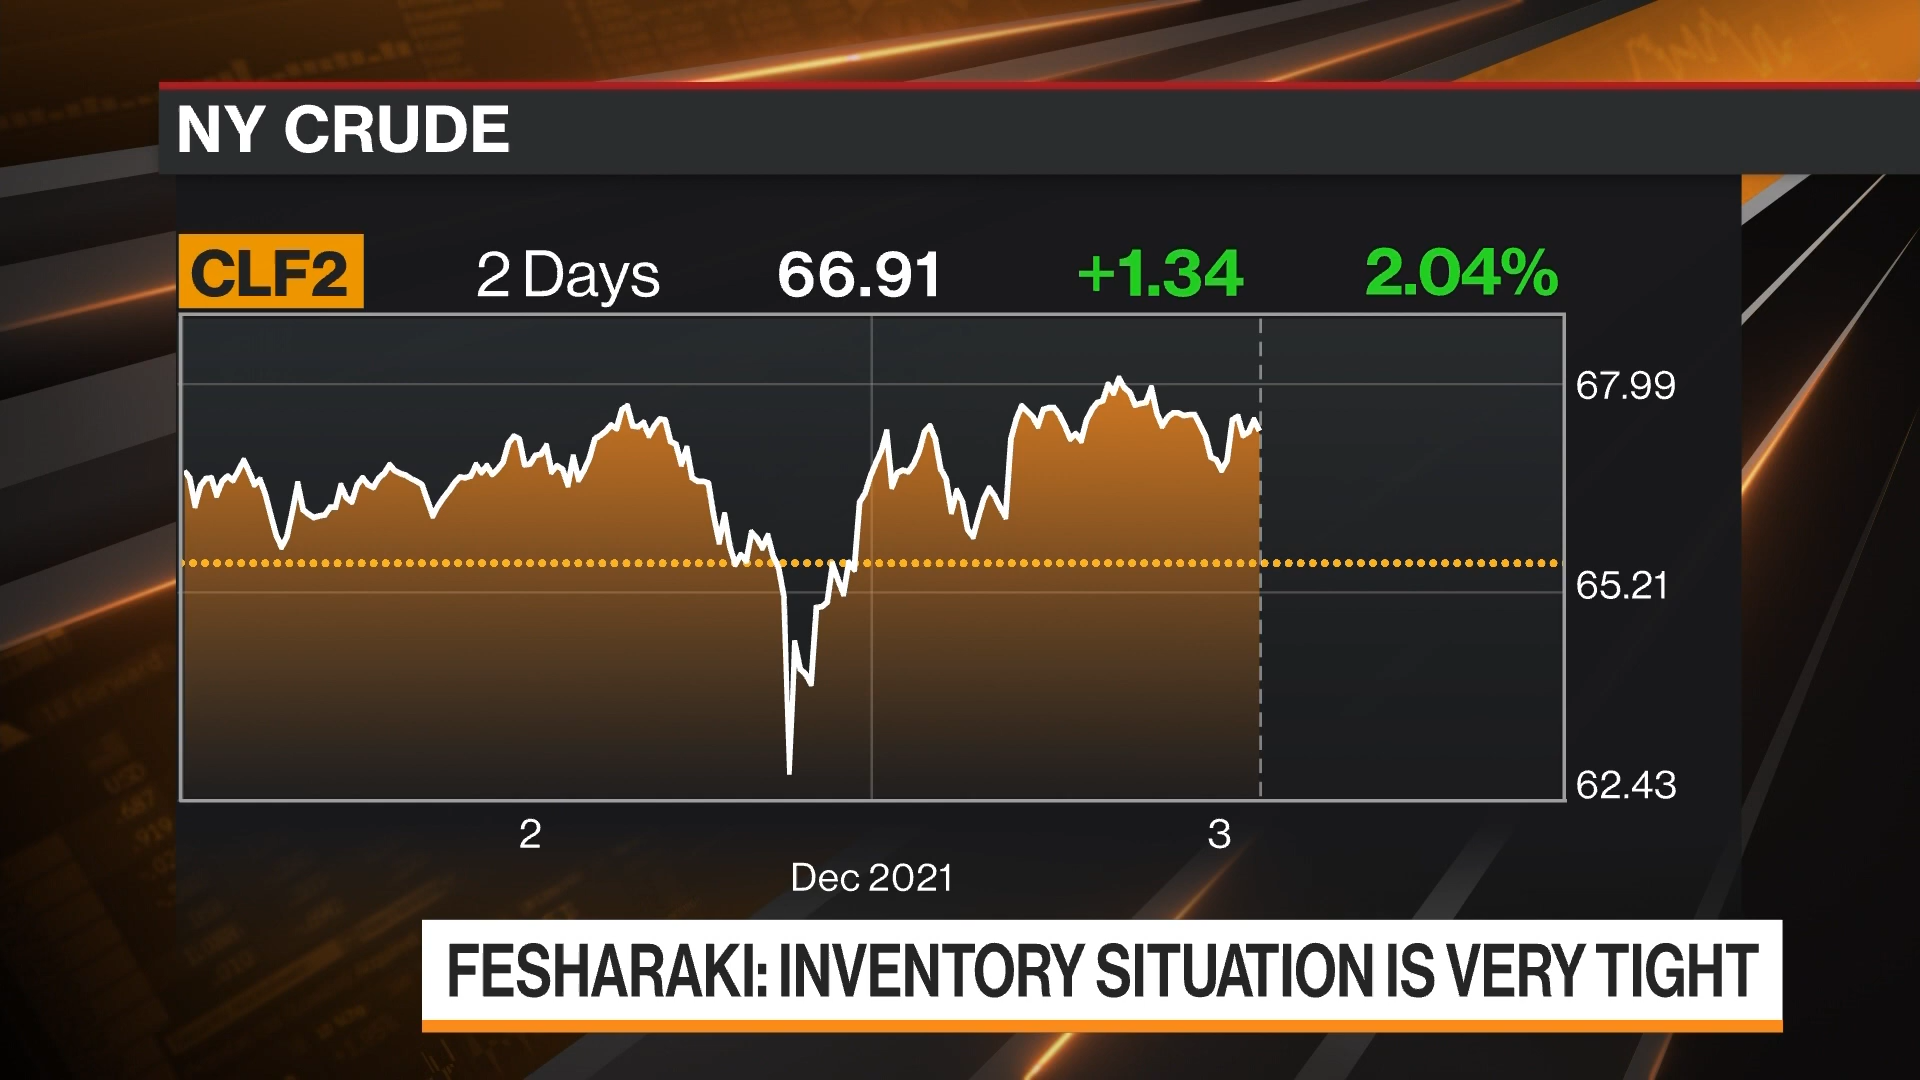 NY CRUDE
CLF2 2 Days 66.91 +1.34 2.04%
67.99
65.21
62.43
2 3
Dec 2021
FESHARAKI: INVENTORY SITUATION IS VERY TIGHT